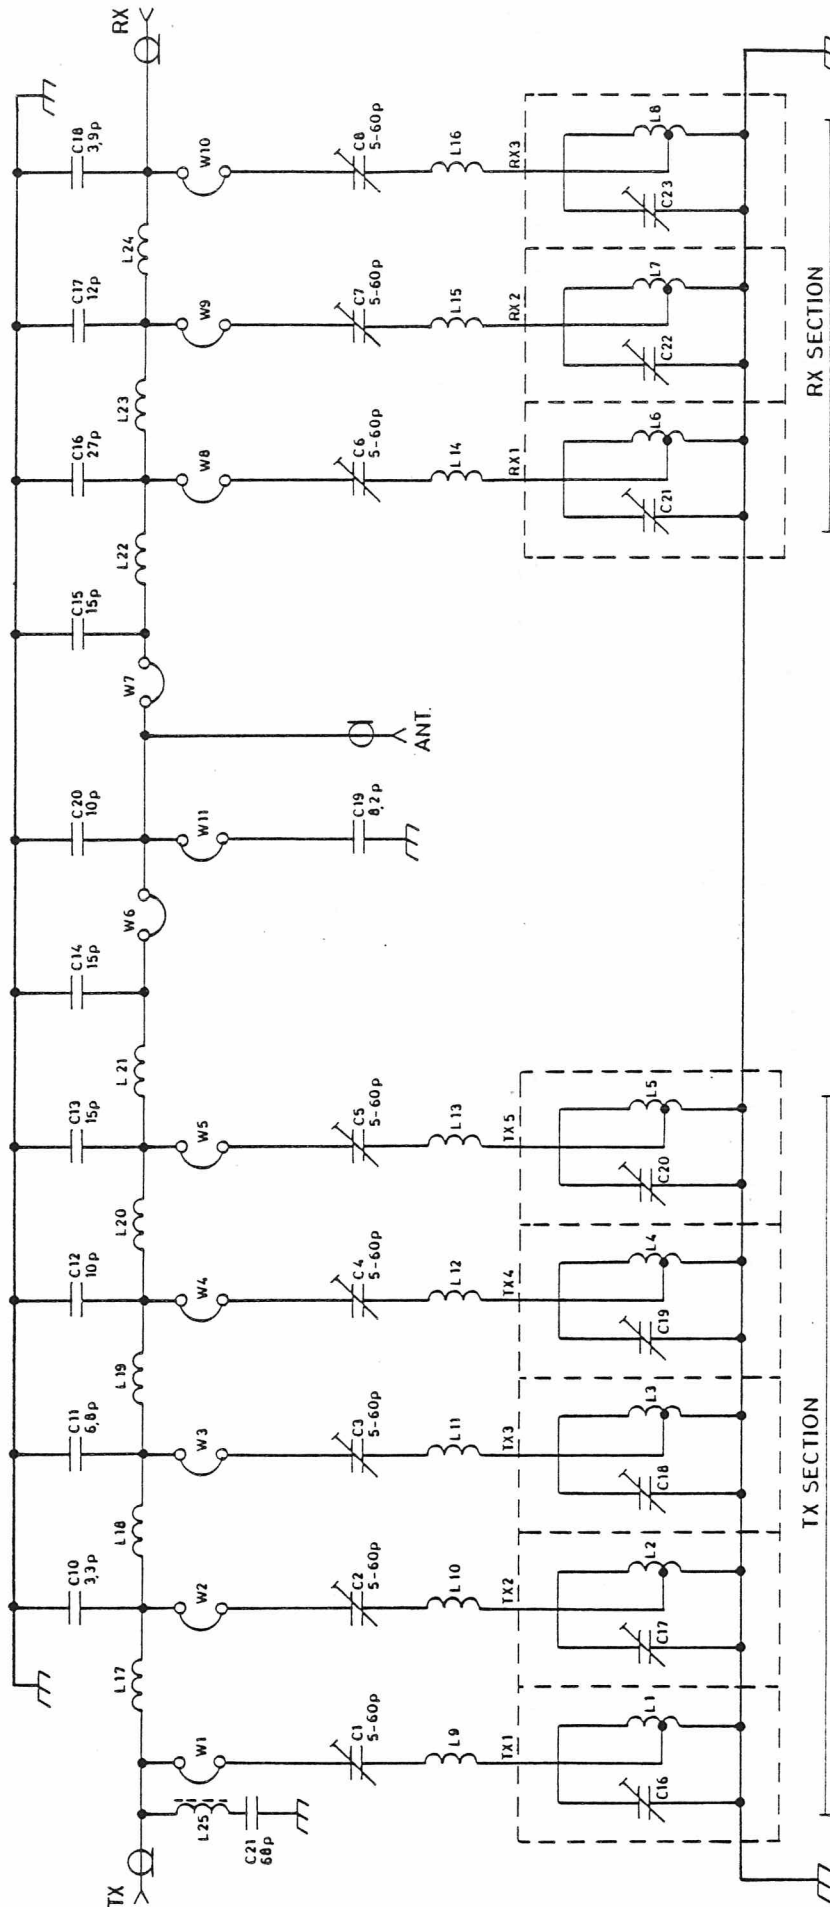 TX
RX
ANT.
L25
C21
68p
W1
C1
5-60p
L9
TX1
C16
L1
L17
C10
3,3p
W2
C2
5-60p
L10
TX2
C17
L2
L18
C11
6,8p
W3
C3
5-60p
L11
TX3
C18
L3
L19
C12
10p
W4
C4
5-60p
L12
TX4
C19
L4
L20
C13
15p
W5
C5
5-60p
L13
TX5
C20
L5
L21
C14
15p
W6
C20
10p
W11
C19
8,2p
W7
C15
15p
L22
C16
27p
W8
C6
5-60p
L14
RX1
C21
L6
L23
C17
12p
W9
C7
5-60p
L15
RX2
C22
L7
L24
C18
3,9p
W10
C8
5-60p
L16
RX3
C23
L8
TX SECTION
RX SECTION